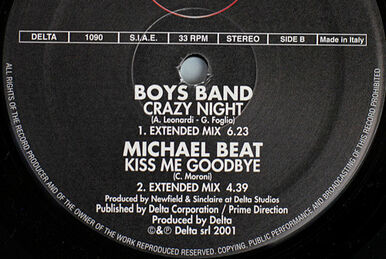 DELTA 1090 S.I.A.E. 33 RPM STEREO SIDE B Made in Italy
BOYS BAND
CRAZY NIGHT
(A. Leonardi - G. Foglio)
1. EXTENDED MIX 6.23
MICHAEL BEAT
KISS ME GOODBYE
(C. Moroni)
2. EXTENDED MIX 4.39
Produced by Newfield & Sinclaire at Delta Studios
Published by Delta Corporation / Prime Direction
Produced by Delta
©&℗ Delta srl 2001
ALL RIGHTS OF THE RECORD PRODUCER AND OF THE OWNER OF THE WORK REPRODUCED RESERVED. COPYING, PUBLIC PERFORMANCE AND BROADCASTING OF THIS RECORD PROHIBITED